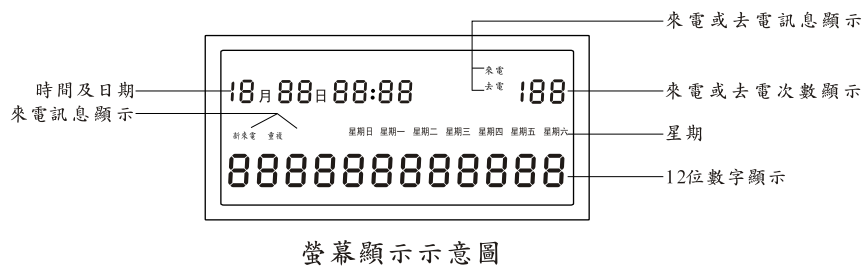 來電或去電訊息顯示
來電
去電
時間及日期
18月88日88:88
188
來電或去電次數顯示
來電訊息顯示
新來電 重複
星期日 星期一 星期二 星期三 星期四 星期五 星期六
星期
888888888888
12位數字顯示
螢幕顯示示意圖